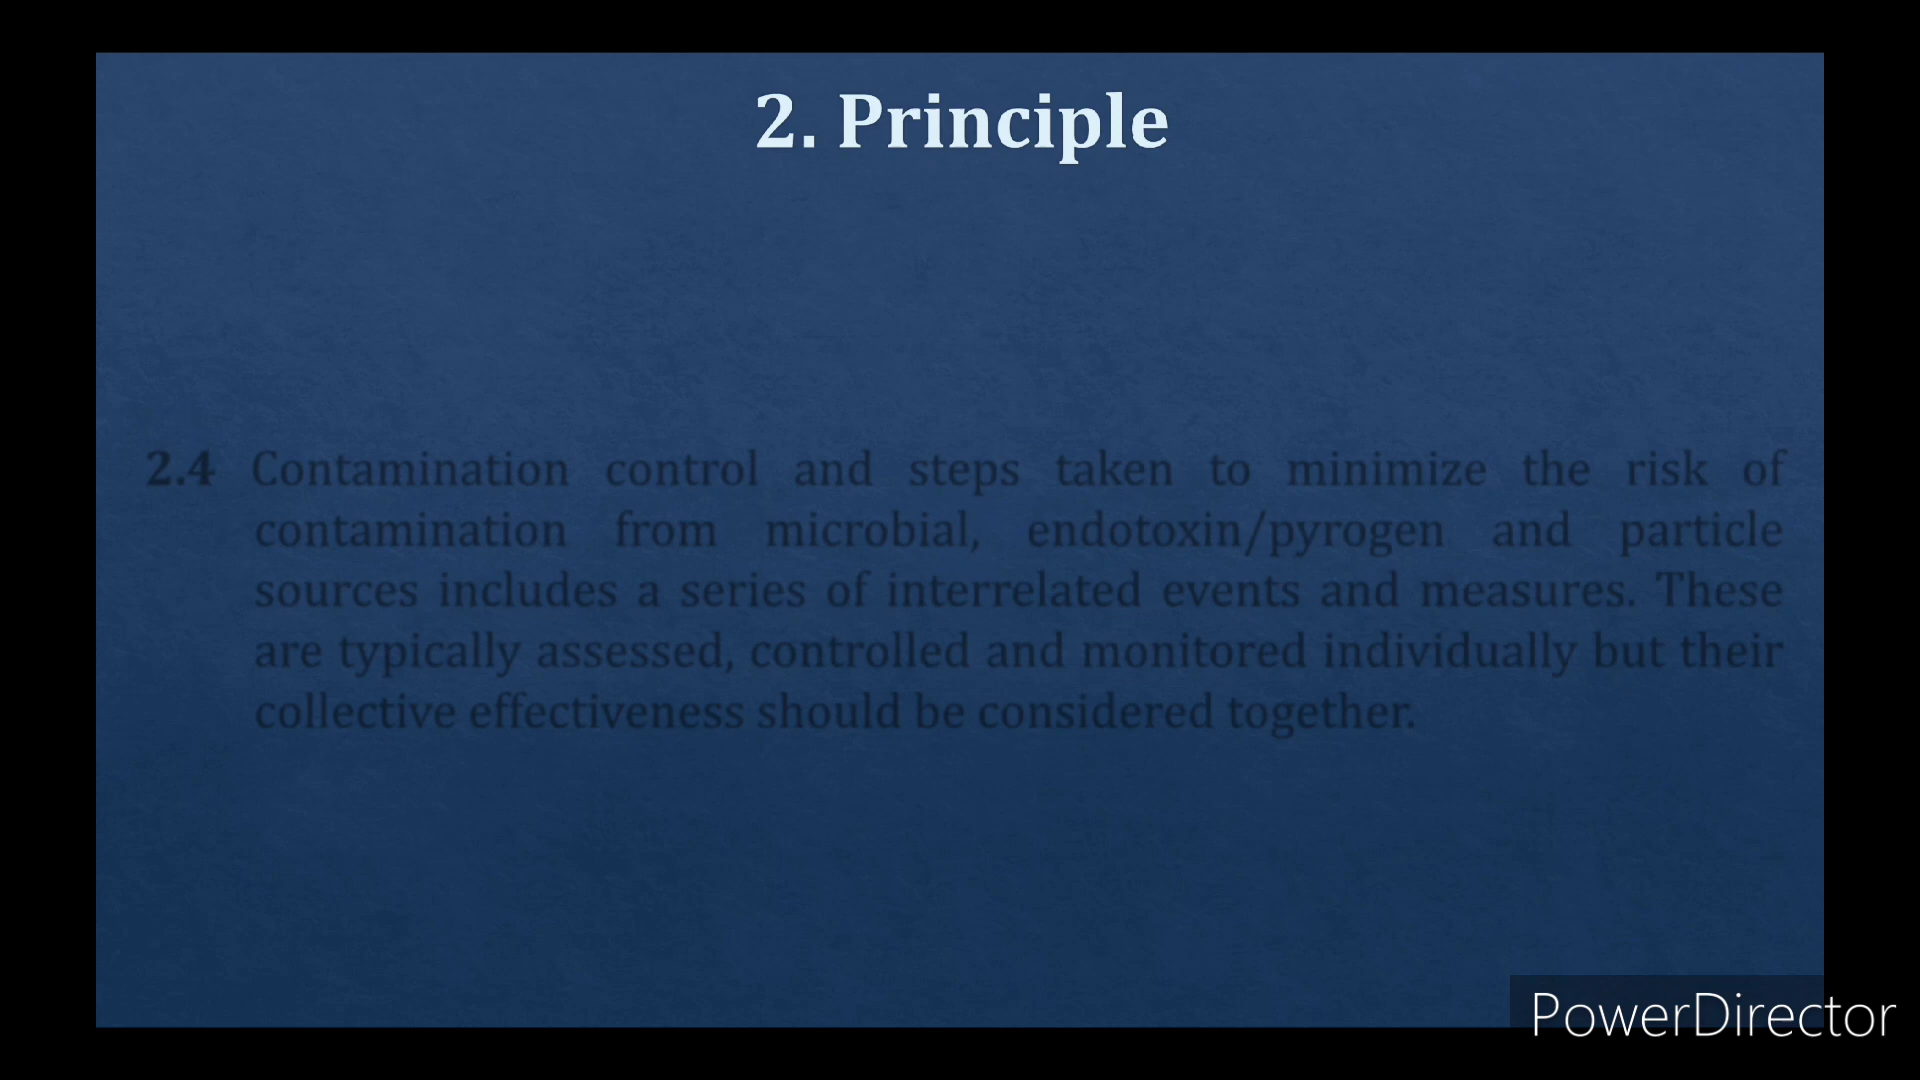 2. Principle
2.4 Contamination control and steps taken to minimize the risk of
contamination from microbial, endotoxin/pyrogen and particle
sources includes a series of interrelated events and measures. These
are typically assessed, controlled and monitored individually but their
collective effectiveness should be considered together.
PowerDirector